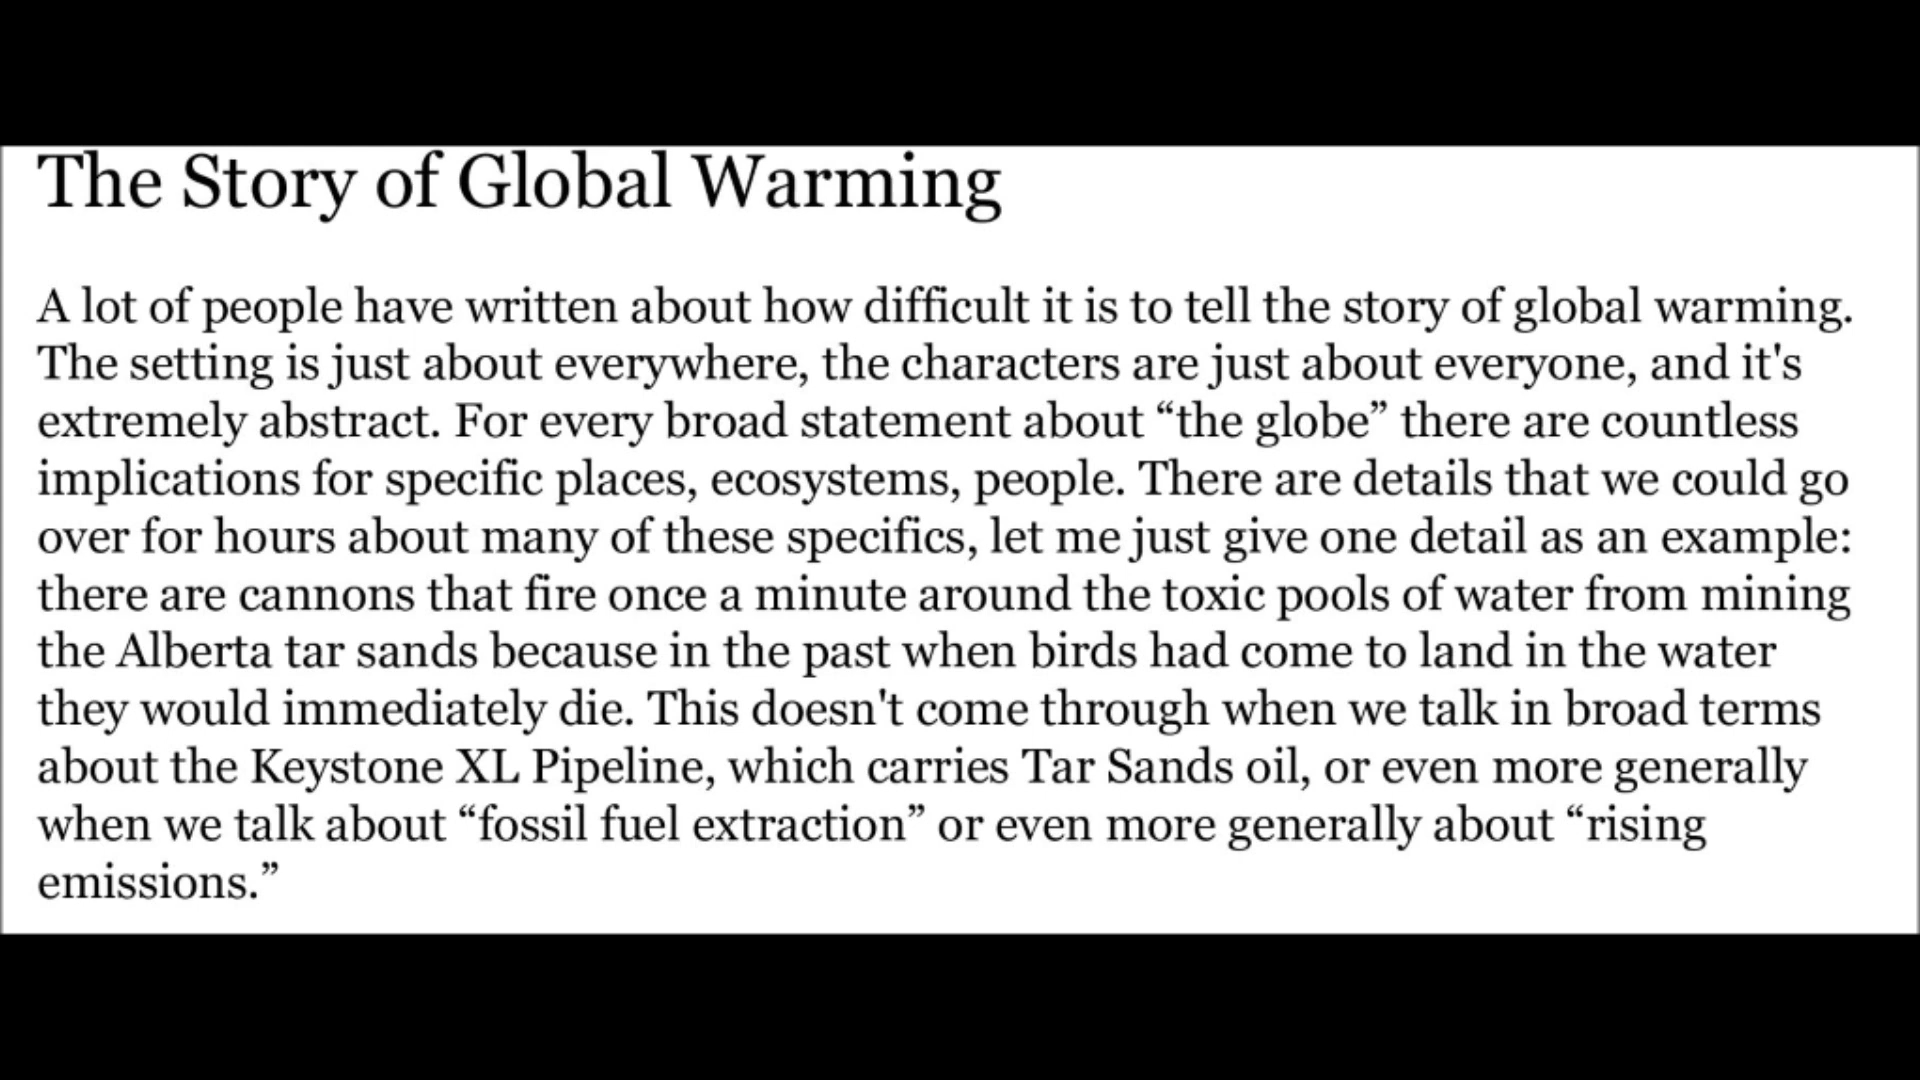 The Story of Global Warming
A lot of people have written about how difficult it is to tell the story of global warming.
The setting is just about everywhere, the characters are just about everyone, and it's
extremely abstract. For every broad statement about “the globe” there are countless
implications for specific places, ecosystems, people. There are details that we could go
over for hours about many of these specifics, let me just give one detail as an example:
there are cannons that fire once a minute around the toxic pools of water from mining
the Alberta tar sands because in the past when birds had come to land in the water
they would immediately die. This doesn't come through when we talk in broad terms
about the Keystone XL Pipeline, which carries Tar Sands oil, or even more generally
when we talk about “fossil fuel extraction” or even more generally about “rising
emissions.”